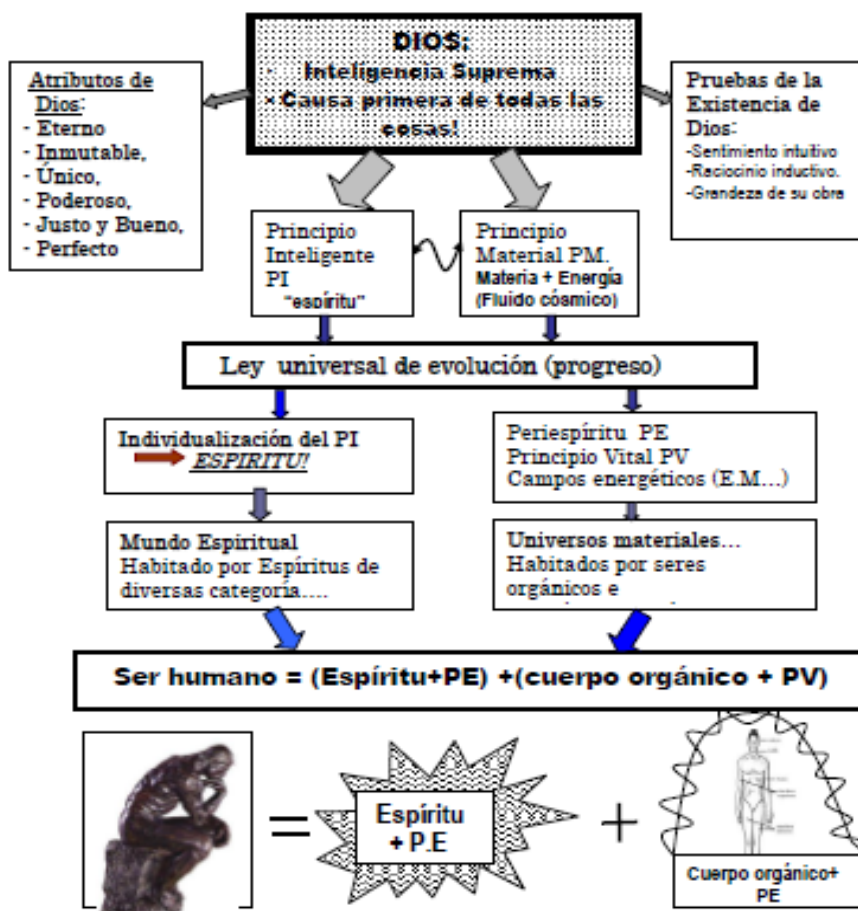 DIOS:
· Inteligencia Suprema
· Causa primera de todas las
cosas!
Atributos de
Dios:
- Eterno
- Inmutable,
- Único,
- Poderoso,
- Justo y Bueno,
- Perfecto
Pruebas de la
Existencia de
Dios:
-Sentimiento intuitivo
-Raciocinio inductivo.
-Grandeza de su obra
Principio
Inteligente
PI
"espíritu"
Principio
Material PM.
Materia + Energía
(Fluido cósmico)
Ley universal de evolución (progreso)
Individualización del PI
ESPIRITU!
Periespíritu PE
Principio Vital PV
Campos energéticos (E.M...)
Mundo Espiritual
Habitado por Espíritus de
diversas categoría....
Universos materiales...
Habitados por seres
orgánicos e
Ser humano = (Espíritu+PE) +(cuerpo orgánico + PV)
=
Espíritu
+ P.E
+
Cuerpo orgánico+
PE